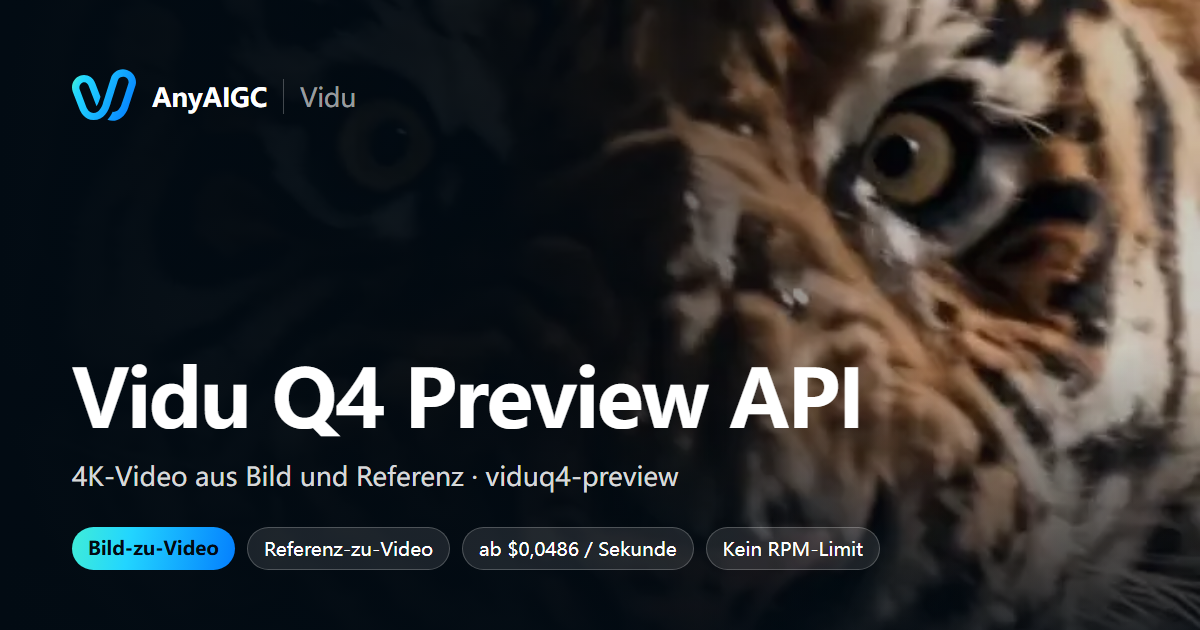 AnyAIGC | Vidu
Vidu Q4 Preview API
4K-Video aus Bild und Referenz · viduq4-preview
Bild-zu-Video
Referenz-zu-Video
ab $0,0486 / Sekunde
Kein RPM-Limit